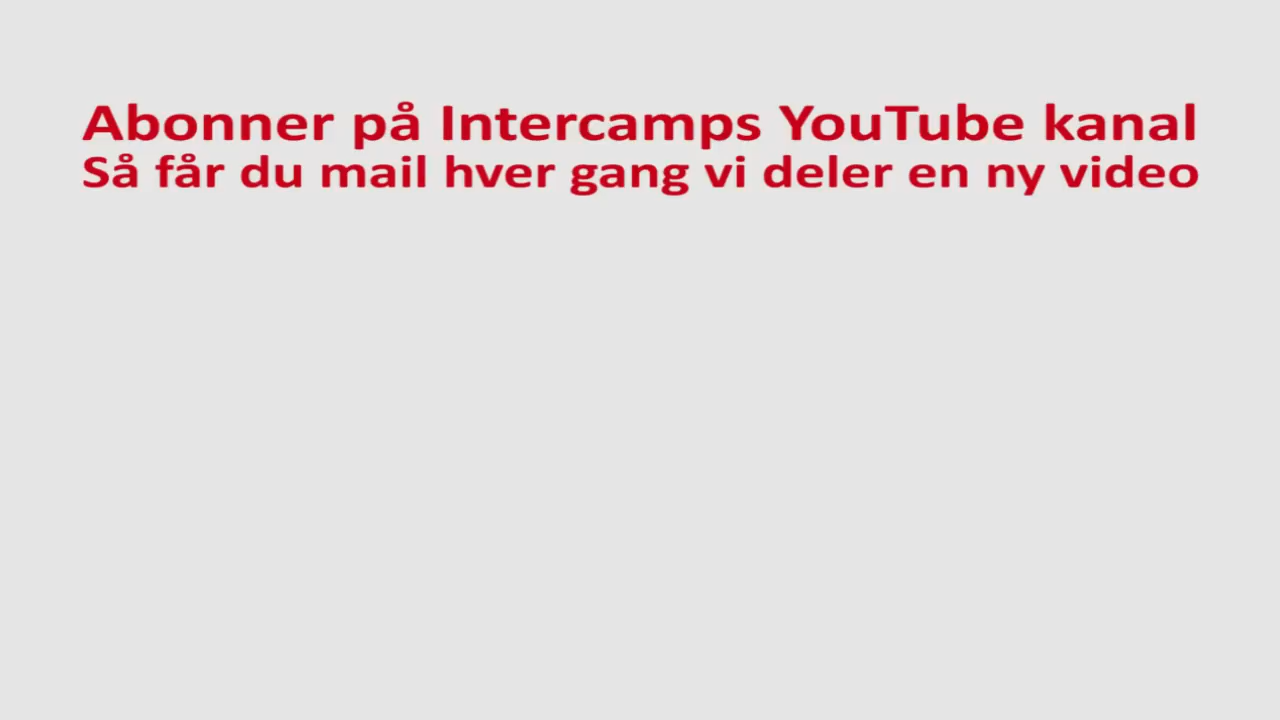 Abonner på Intercamps YouTube kanal
Så får du mail hver gang vi deler en ny video